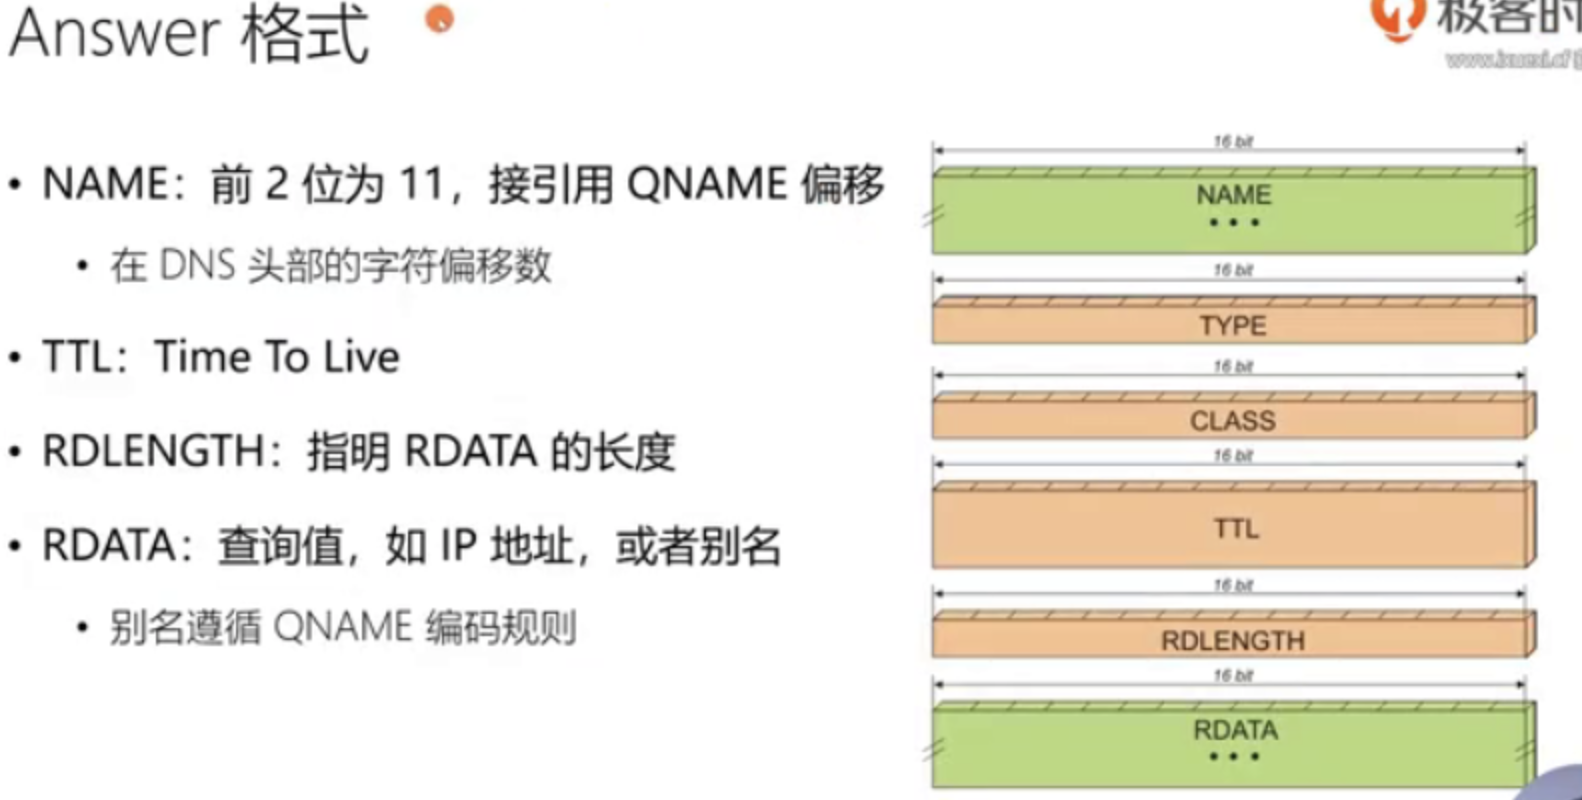 Answer 格式
极客时
• NAME：前 2 位为 11，接引用 QNAME 偏移
• 在 DNS 头部的字符偏移数
• TTL：Time To Live
• RDLENGTH：指明 RDATA 的长度
• RDATA：查询值，如 IP 地址，或者别名
• 别名遵循 QNAME 编码规则
16 bit
NAME
• • •
16 bit
TYPE
16 bit
CLASS
16 bit
TTL
16 bit
RDLENGTH
16 bit
RDATA
• • •